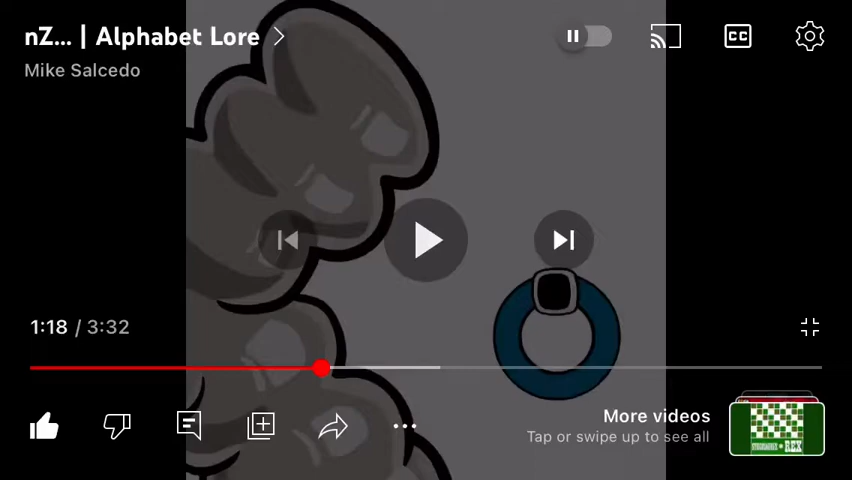 nZ... | Alphabet Lore
Mike Salcedo
CC
1:18 / 3:32
More videos
Tap or swipe up to see all
REK